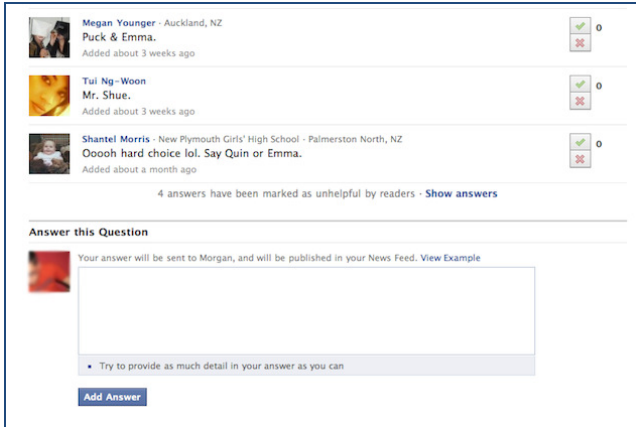 Megan Younger · Auckland, NZ
Puck & Emma.
Added about 3 weeks ago
0
Tui Ng-Woon
Mr. Shue.
Added about 3 weeks ago
0
Shantel Morris · New Plymouth Girls' High School · Palmerston North, NZ
Ooooh hard choice lol. Say Quin or Emma.
Added about a month ago
0
4 answers have been marked as unhelpful by readers · Show answers
Answer this Question
Your answer will be sent to Morgan, and will be published in your News Feed. View Example
• Try to provide as much detail in your answer as you can
Add Answer